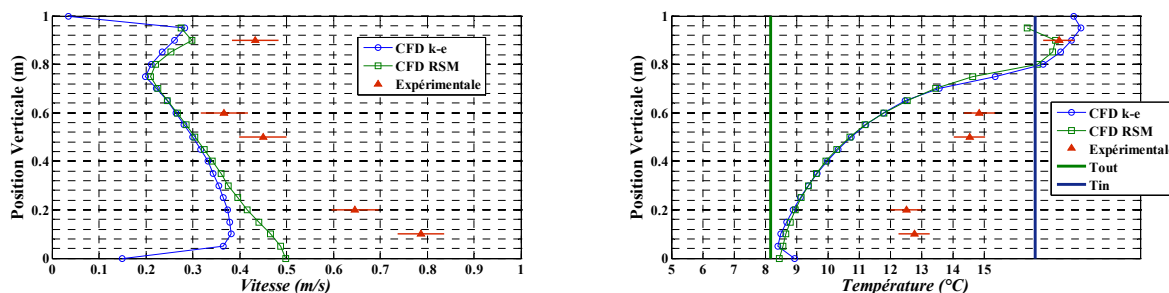 1
0.8
0.6
0.4
0.2
0
Position Verticale (m)
0 0.1 0.2 0.3 0.4 0.5 0.6 0.7 0.8 0.9 1
Vitesse (m/s)
CFD k-e
CFD RSM
Expérimentale
1
0.8
0.6
0.4
0.2
0
Position Verticale (m)
5 6 7 8 9 10 11 12 13 14 15
Température (°C)
CFD k-e
CFD RSM
Expérimentale
Tout
Tin